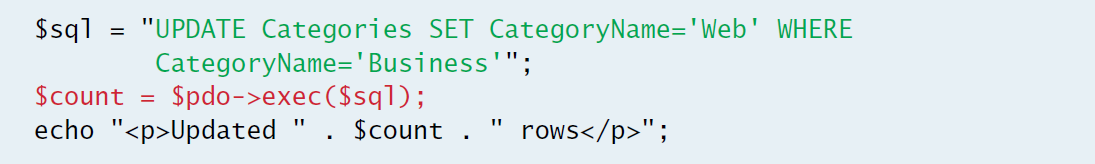 $sql = "UPDATE Categories SET CategoryName='Web' WHERE
CategoryName='Business'";
$count = $pdo->exec($sql);
echo "<p>Updated " . $count . " rows</p>";